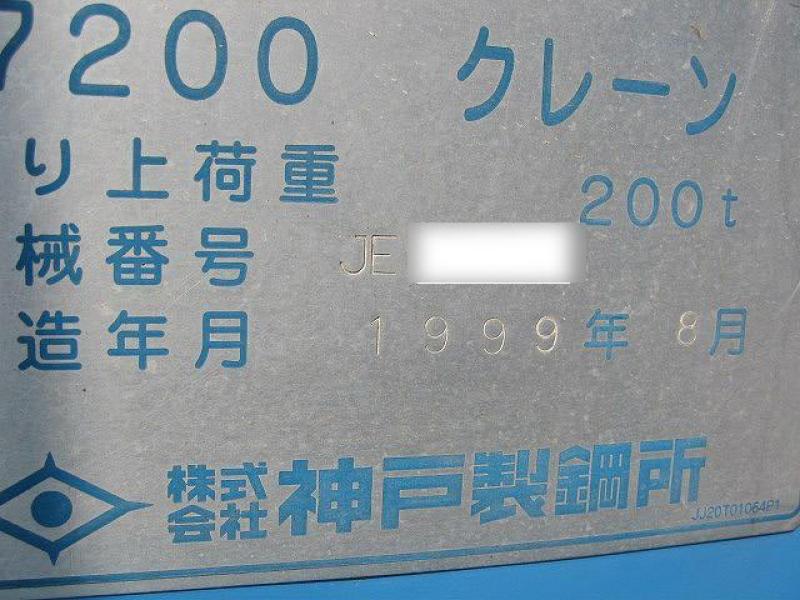 7200 クレーン
り上荷重 200t
械番号 JE
造年月 1999年 8月
株式会社 神戸製鋼所
JJ20T01064P1